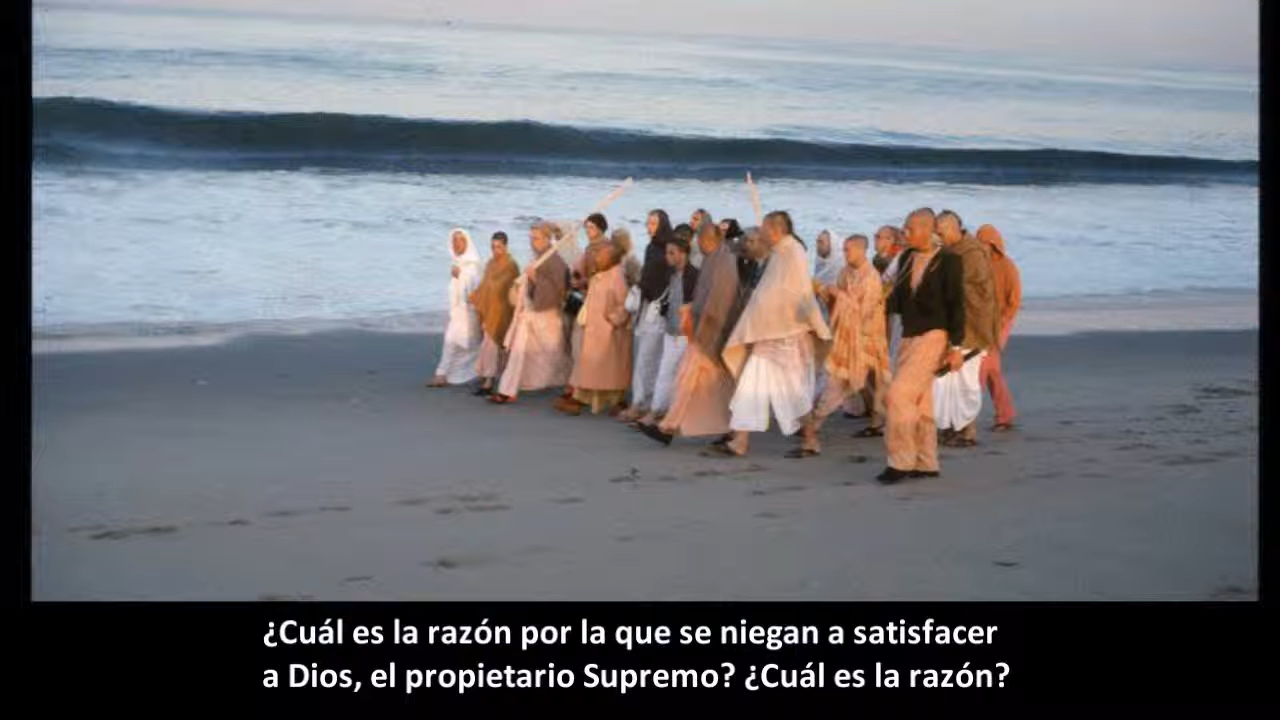 ¿Cuál es la razón por la que se niegan a satisfacer
a Dios, el propietario Supremo? ¿Cuál es la razón?